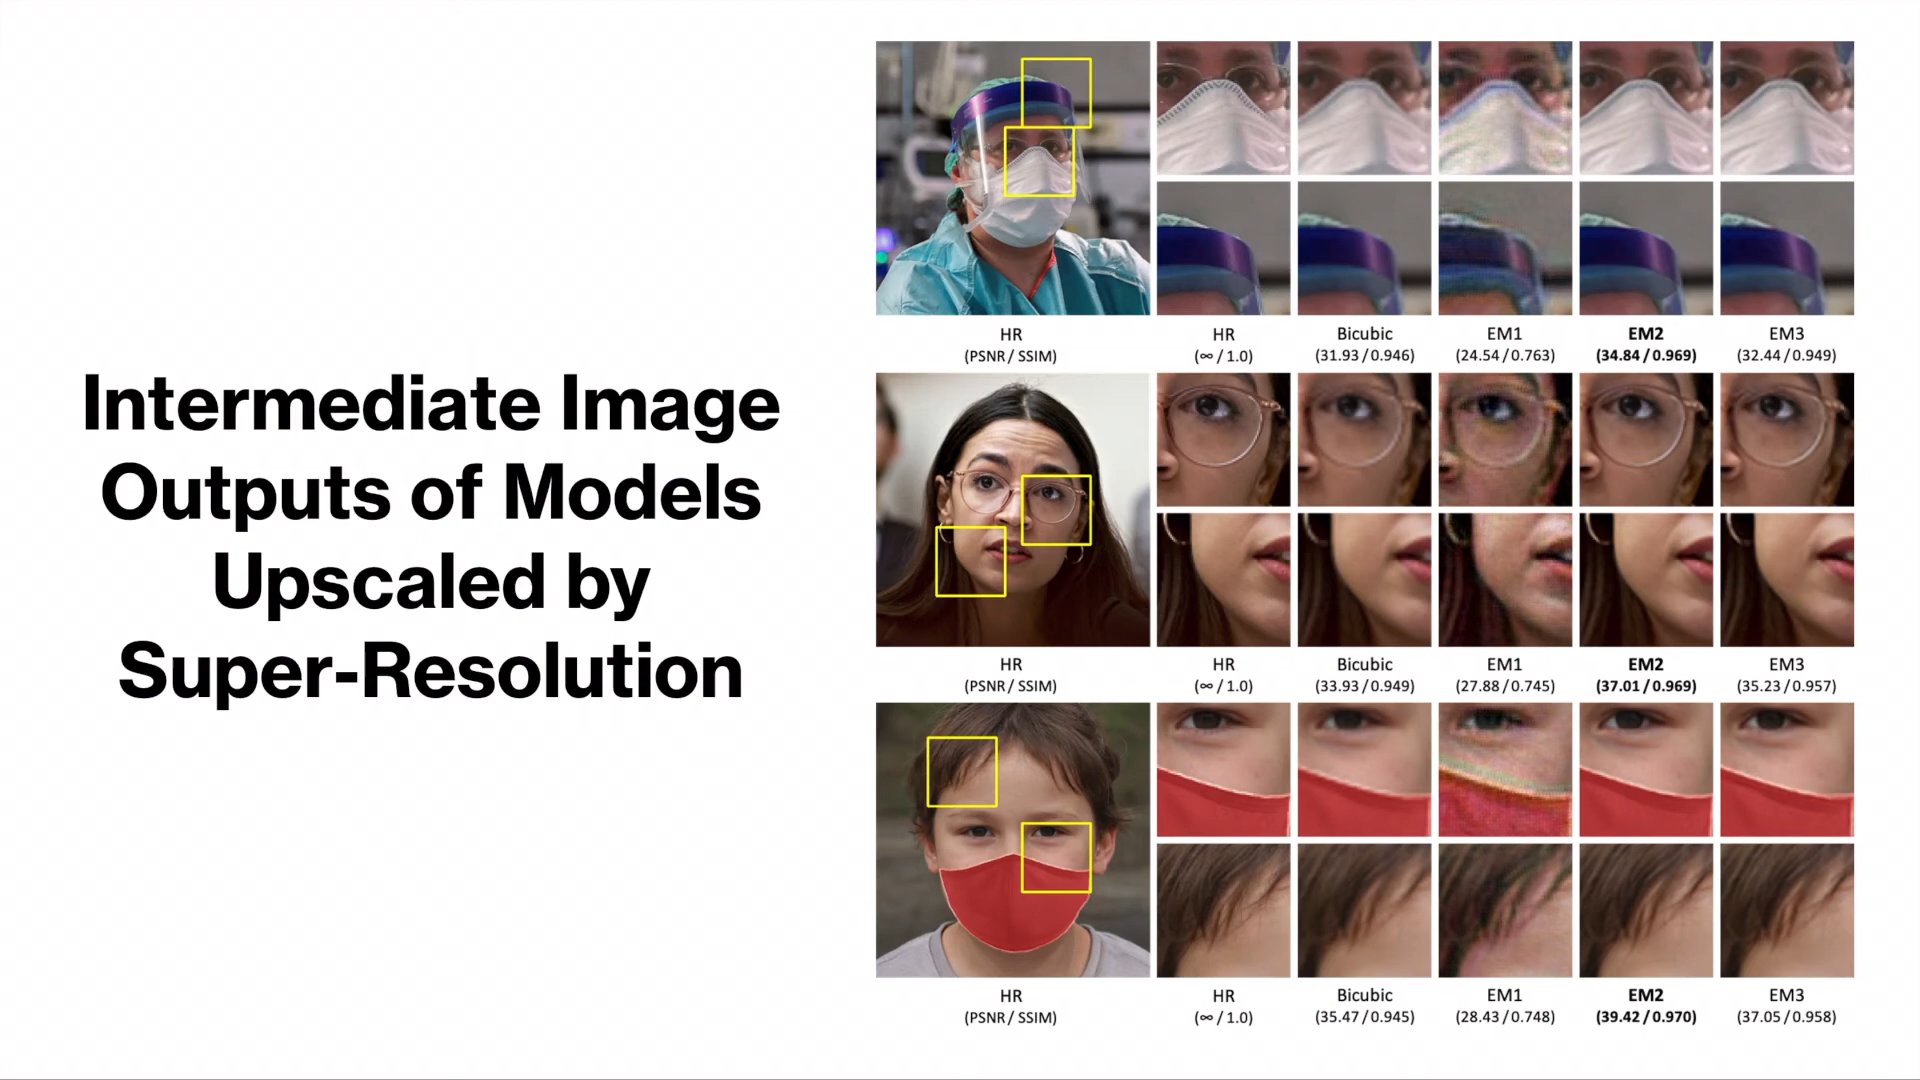 Intermediate Image
Outputs of Models
Upscaled by
Super-Resolution
HR
(PSNR / SSIM)
HR
(∞ / 1.0)
Bicubic
(31.93 / 0.946)
EM1
(24.54 / 0.763)
EM2
(34.84 / 0.969)
EM3
(32.44 / 0.949)
HR
(PSNR / SSIM)
HR
(∞ / 1.0)
Bicubic
(33.93 / 0.949)
EM1
(27.88 / 0.745)
EM2
(37.01 / 0.969)
EM3
(35.23 / 0.957)
HR
(PSNR / SSIM)
HR
(∞ / 1.0)
Bicubic
(35.47 / 0.945)
EM1
(28.43 / 0.748)
EM2
(39.42 / 0.970)
EM3
(37.05 / 0.958)